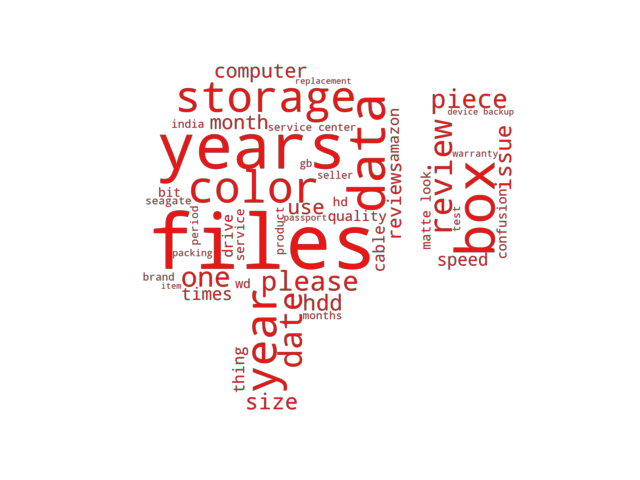 computer
replacement
storage
piece
device backup
india
month
service center
data
reviews
amazon
review
issue
years
gb
warranty
color
seller
bit
seagate
use
hd
box
matte look.
test
confusion
period
drive
service
product
passport
quality
files
cable
speed
packing
brand
one
item
wd
please
times
hdd
year
date
months
thing
size